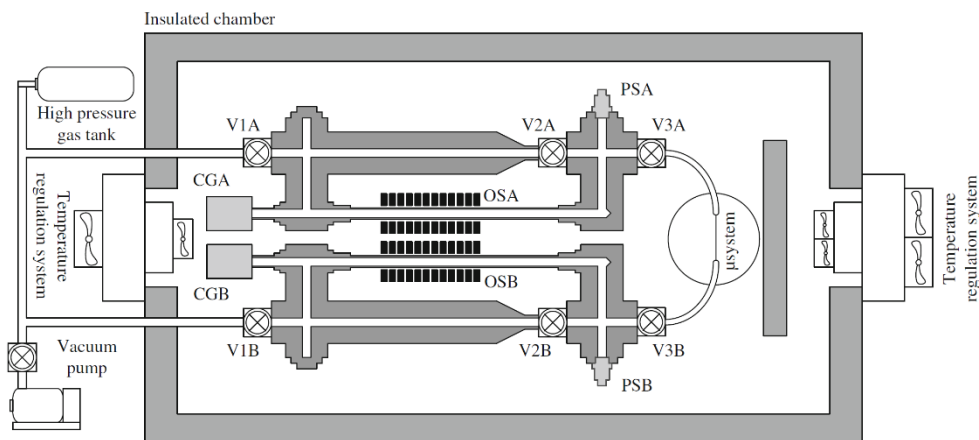 Insulated chamber
High pressure
gas tank
V1A
V2A
PSA
V3A
CGA
OSA
Temperature
regulation system
µsystem
Temperature
regulation system
CGB
OSB
Vacuum
pump
V1B
V2B
V3B
PSB